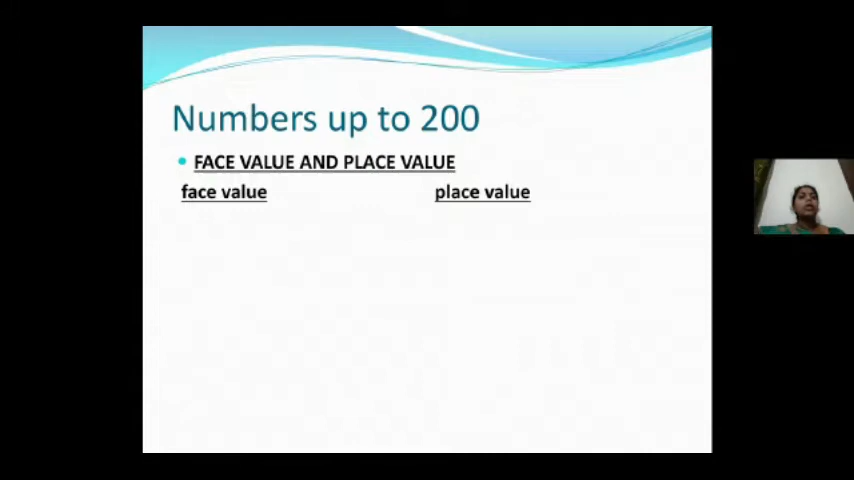 Numbers up to 200
FACE VALUE AND PLACE VALUE
face value place value